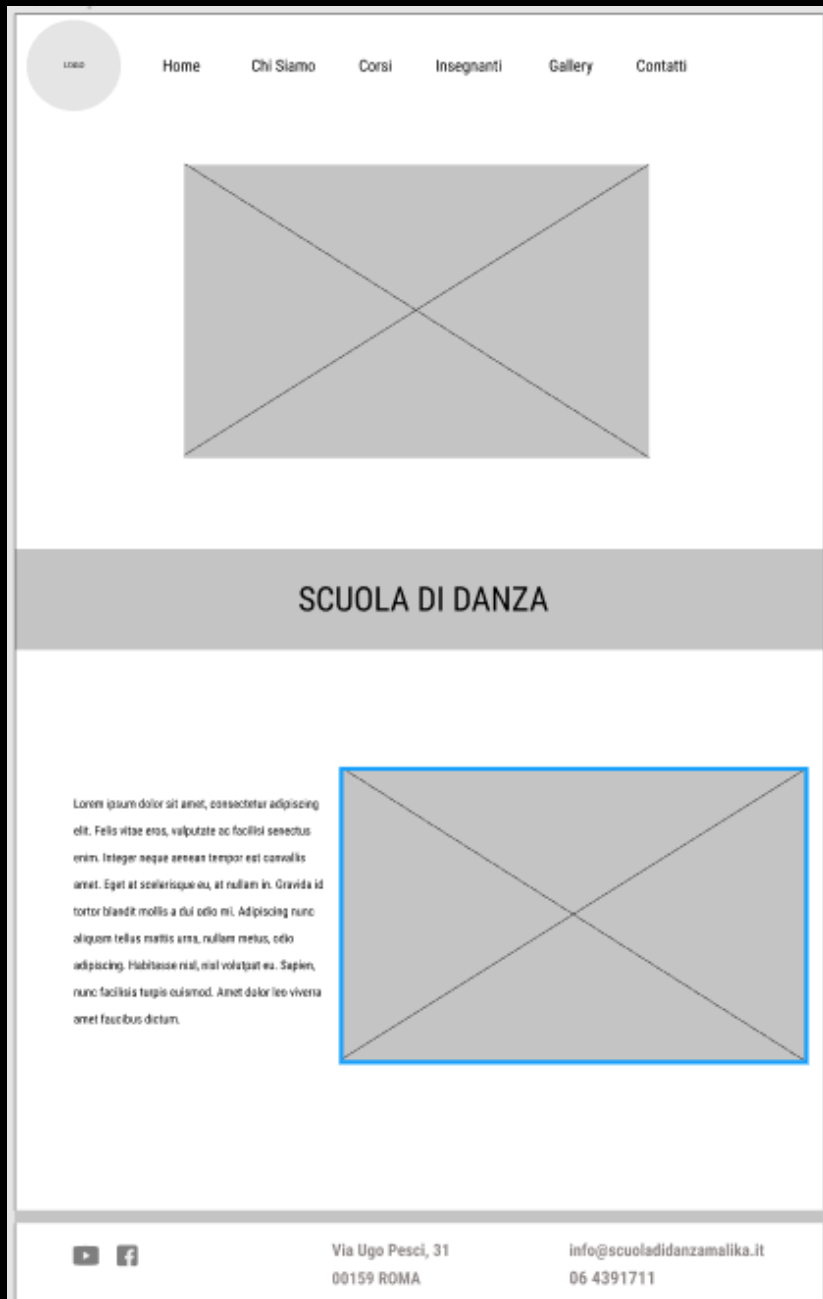 LOGO
Home Chi Siamo Corsi Insegnanti Gallery Contatti
SCUOLA DI DANZA
Lorem ipsum dolor sit amet, consectetur adipiscing
elit. Felis vitae eros, vulputate ac facilisi senectus
enim. Integer neque aenean tempor est convallis
amet. Eget at scelerisque eu, at nullam in. Gravida id
tortor blandit mollis a dui odio mi. Adipiscing nunc
aliquam tellus mattis urna, nullam metus, odio
adipiscing. Habitasse nisl, nisl volutpat eu. Sapien,
nunc facilisis turpis euismod. Amet dolor leo viverra
amet faucibus dictum.
Via Ugo Pesci, 31
00159 ROMA
info@scuoladidanzamalika.it
06 4391711